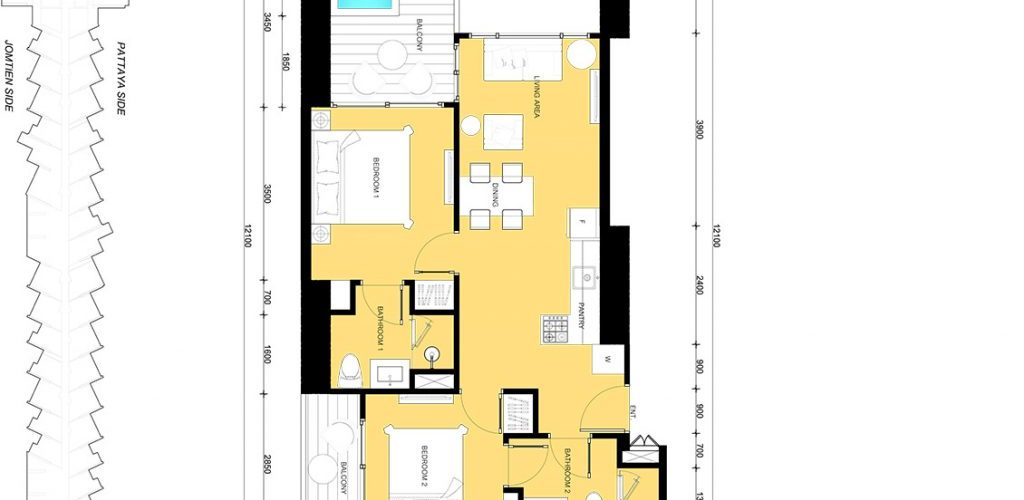 JOMTIEN SIDE
PATTAYA SIDE
3450
1850
3500
12100
700
1600
2850
BALCONY
LIVING AREA
BEDROOM 1
DINING
F
PANTRY
W
BATHROOM 1
ENT
BEDROOM 2
BATHROOM 2
BALCONY
3900
12100
2400
900
900
700